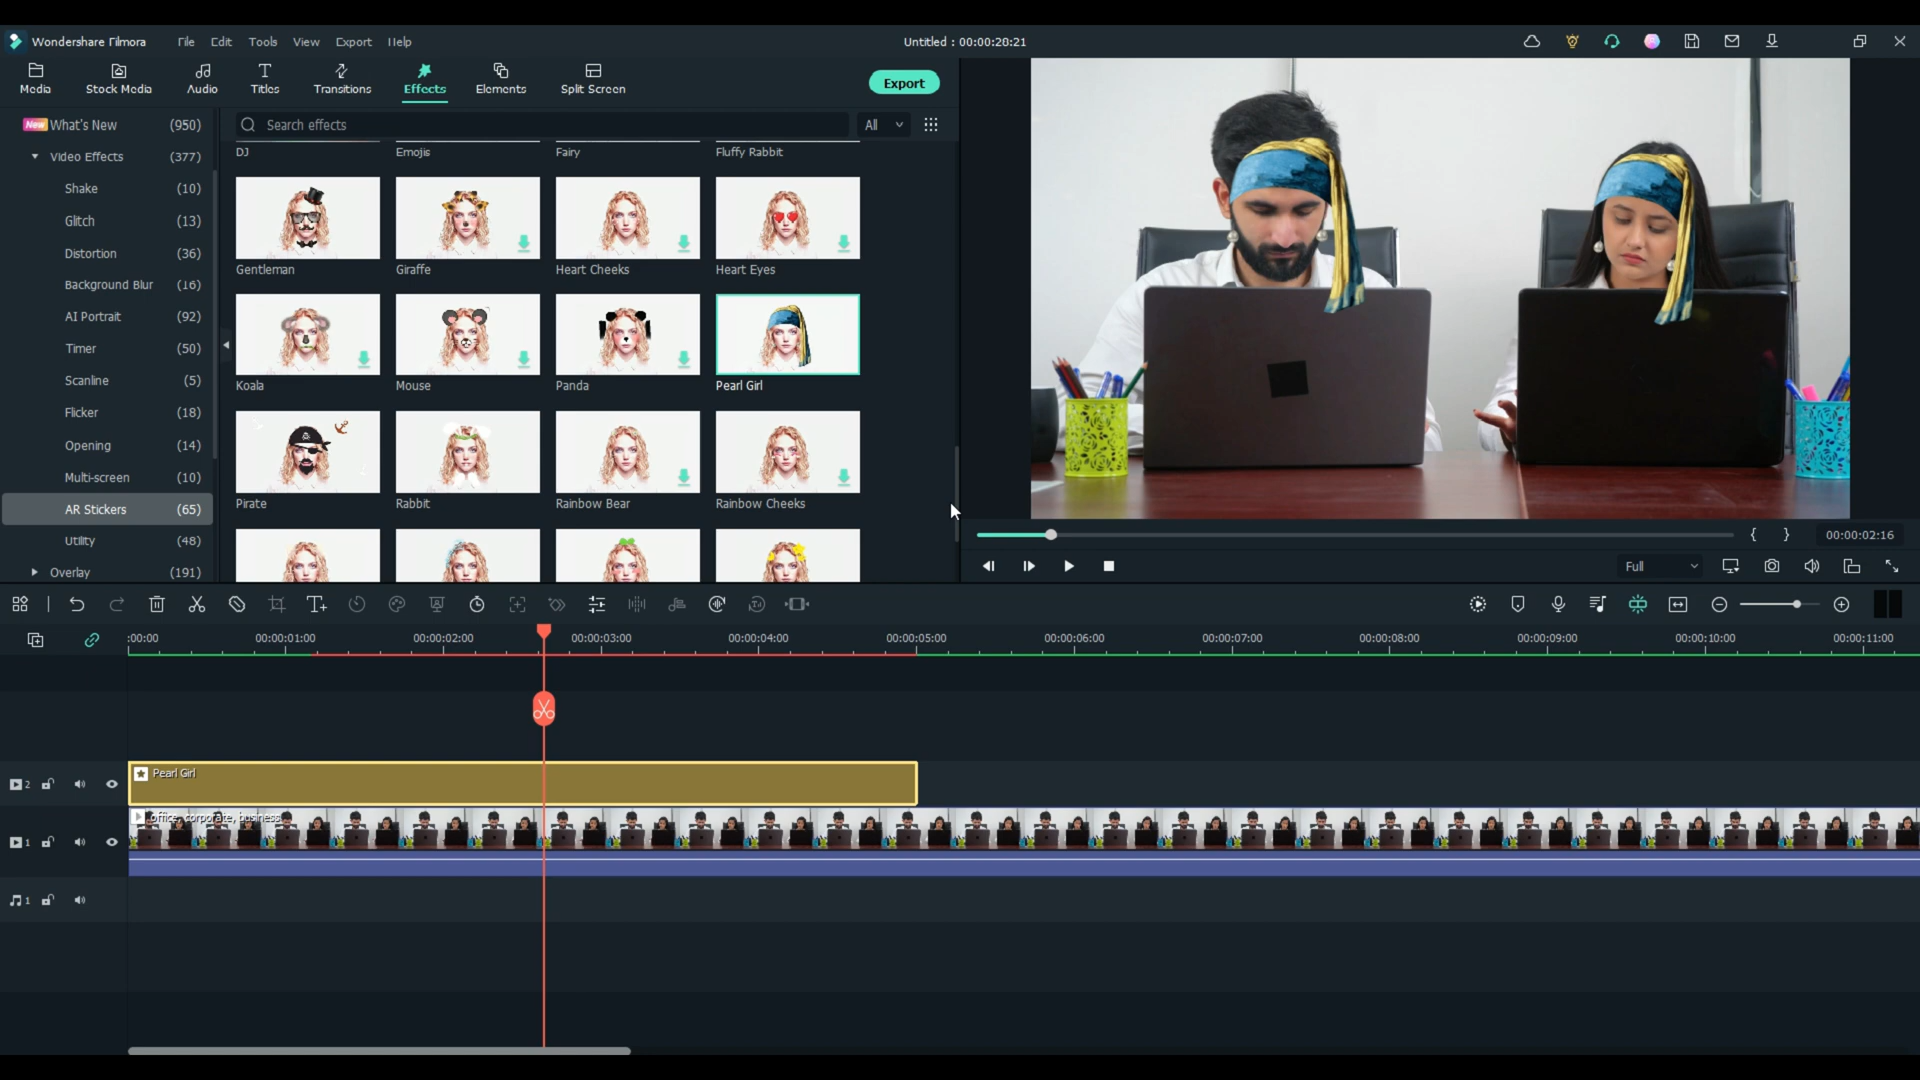 Wondershare Filmora File Edit Tools View Export Help Untitled : 00:00:20:21
Media Stock Media Audio Titles Transitions Effects Elements Split Screen Export
New What's New (950) Search effects All
Video Effects (377) DJ Emojis Fairy Fluffy Rabbit
Shake (10)
Glitch (13)
Distortion (36) Gentleman Giraffe Heart Cheeks Heart Eyes
Background Blur (16)
AI Portrait (92)
Timer (50)
Scanline (5) Koala Mouse Panda Pearl Girl
Flicker (18)
Opening (14)
Multi-screen (10)
AR Stickers (65) Pirate Rabbit Rainbow Bear Rainbow Cheeks
Utility (48)
Overlay (191)
00:00:02:16
Full
:00:00 00:00:01:00 00:00:02:00 00:00:03:00 00:00:04:00 00:00:05:00 00:00:06:00 00:00:07:00 00:00:08:00 00:00:09:00 00:00:10:00 00:00:11:00
2 Pearl Girl
office, corporate, business
1
1